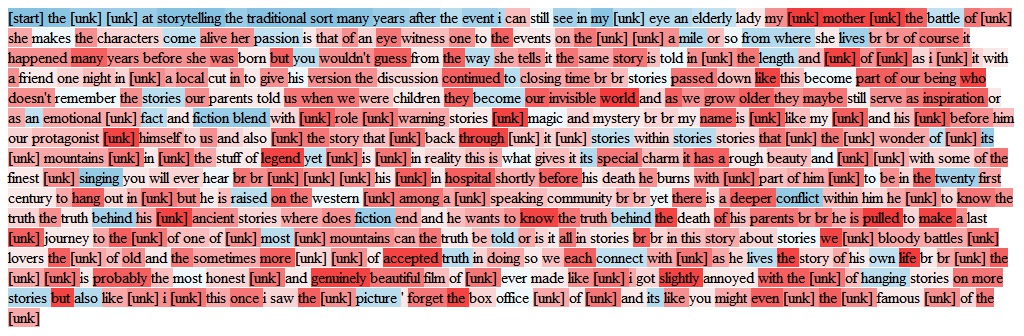 [start] the [unk] [unk] at storytelling the traditional sort many years after the event i can still see in my [unk] eye an elderly lady my [unk] mother [unk] the battle of [unk]
she makes the characters come alive her passion is that of an eye witness one to the events on the [unk] [unk] a mile or so from where she lives br br of course it
happened many years before she was born but you wouldn't guess from the way she tells it the same story is told in [unk] the length and [unk] of [unk] as i [unk] it with
a friend one night in [unk] a local cut in to give his version the discussion continued to closing time br br stories passed down like this become part of our being who
doesn't remember the stories our parents told us when we were children they become our invisible world and as we grow older they maybe still serve as inspiration or
as an emotional [unk] fact and fiction blend with [unk] role [unk] warning stories [unk] magic and mystery br br my name is [unk] like my [unk] and his [unk] before him
our protagonist [unk] himself to us and also [unk] the story that [unk] back through [unk] it [unk] stories within stories stories that [unk] the [unk] wonder of [unk] its
[unk] mountains [unk] in [unk] the stuff of legend yet [unk] is [unk] in reality this is what gives it its special charm it has a rough beauty and [unk] [unk] with some of the
finest [unk] singing you will ever hear br br [unk] [unk] [unk] his [unk] in hospital shortly before his death he burns with [unk] part of him [unk] to be in the twenty first
century to hang out in [unk] but he is raised on the western [unk] among a [unk] speaking community br br yet there is a deeper conflict within him he [unk] to know the
truth the truth behind his [unk] ancient stories where does fiction end and he wants to know the truth behind the death of his parents br br he is pulled to make a last
[unk] journey to the [unk] of one of [unk] most [unk] mountains can the truth be told or is it all in stories br br in this story about stories we [unk] bloody battles [unk]
lovers the [unk] of old and the sometimes more [unk] [unk] of accepted truth in doing so we each connect with [unk] as he lives the story of his own life br br [unk] the
[unk] [unk] is probably the most honest [unk] and genuinely beautiful film of [unk] ever made like [unk] i got slightly annoyed with the [unk] of hanging stories on more
stories but also like [unk] i [unk] this once i saw the [unk] picture ' forget the box office [unk] of [unk] and its like you might even [unk] the [unk] famous [unk] of the
[unk]